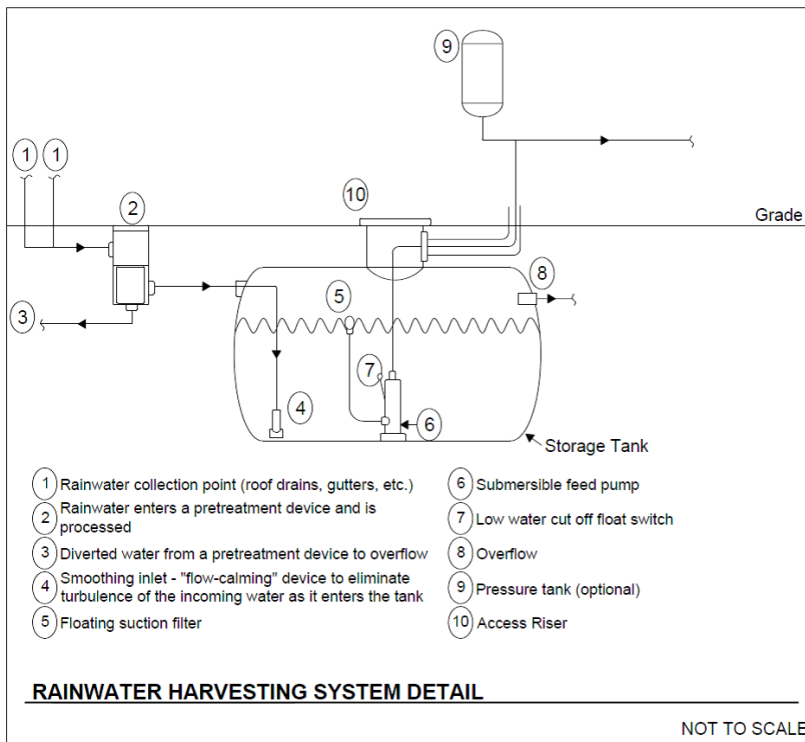 9
1 1
2
10
Grade
8
5
3
7
4
6
Storage Tank
1 Rainwater collection point (roof drains, gutters, etc.)
2 Rainwater enters a pretreatment device and is
processed
3 Diverted water from a pretreatment device to overflow
4 Smoothing inlet - "flow-calming" device to eliminate
turbulence of the incoming water as it enters the tank
5 Floating suction filter
6 Submersible feed pump
7 Low water cut off float switch
8 Overflow
9 Pressure tank (optional)
10 Access Riser
RAINWATER HARVESTING SYSTEM DETAIL
NOT TO SCALE